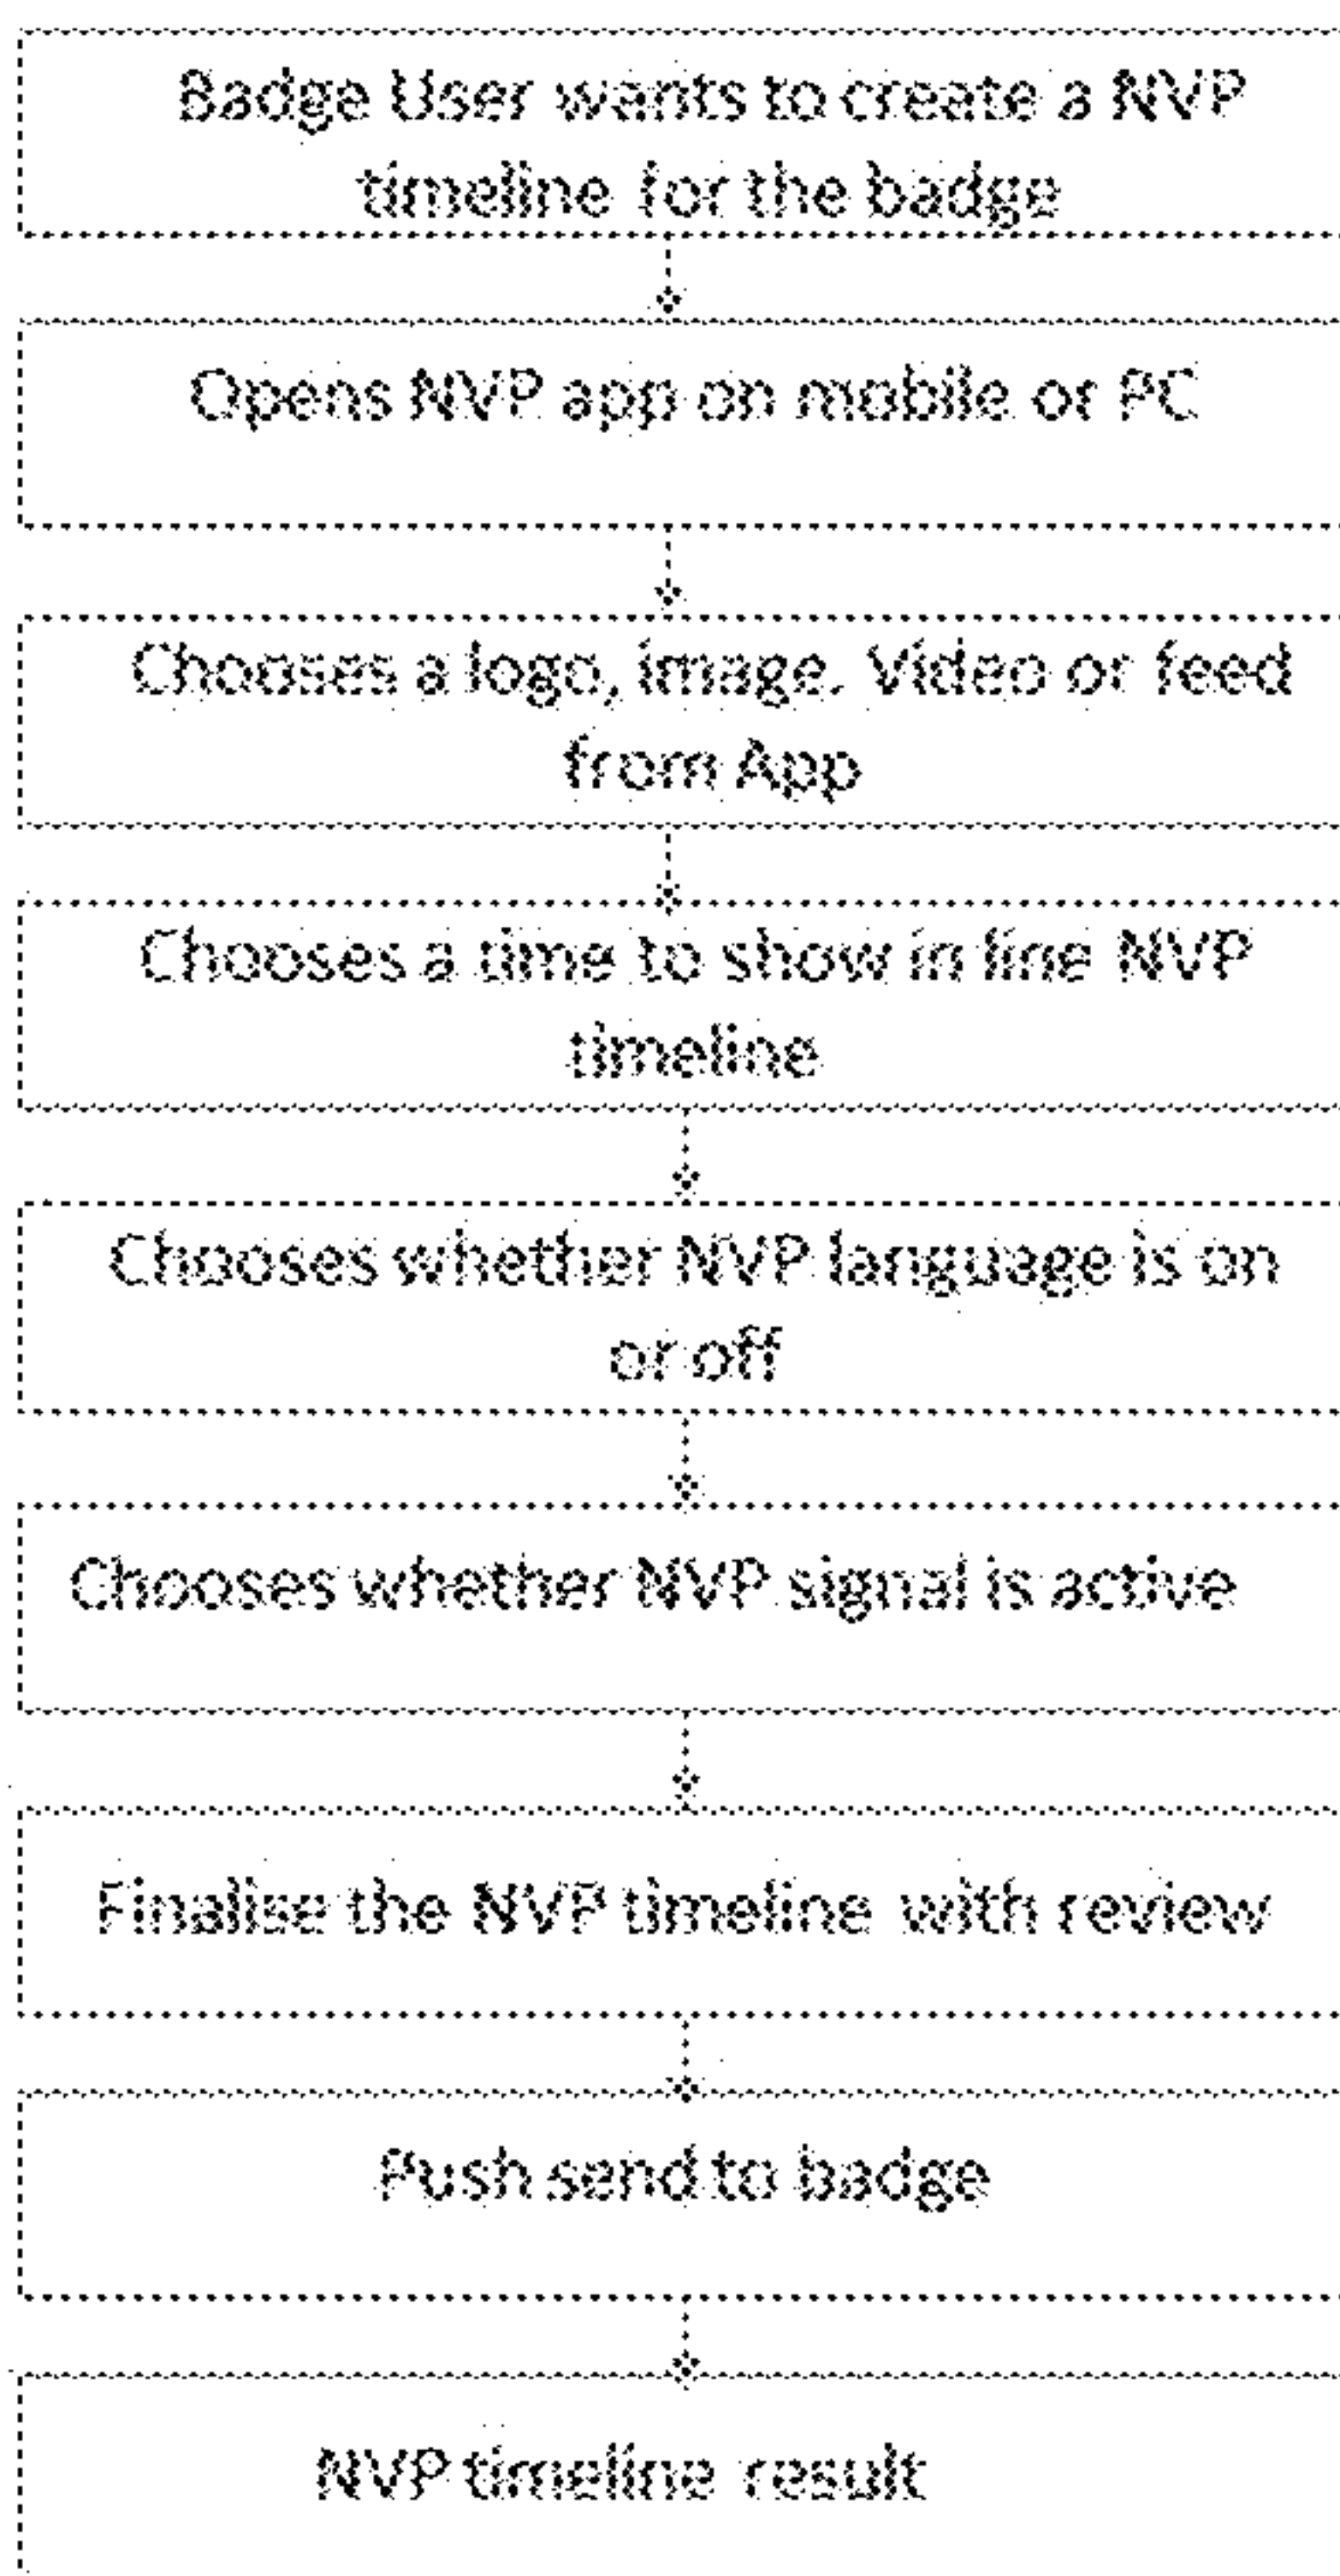 Badge User wants to create a NVP
timeline for the badge
Opens NVP app on mobile or PC
Chooses a logo, image. Video or feed
from App
Chooses a time to show in line NVP
timeline
Chooses whether NVP language is on
or off
Chooses whether NVP signal is active
Finalise the NVP timeline with review
Push send to badge
NVP timeline result